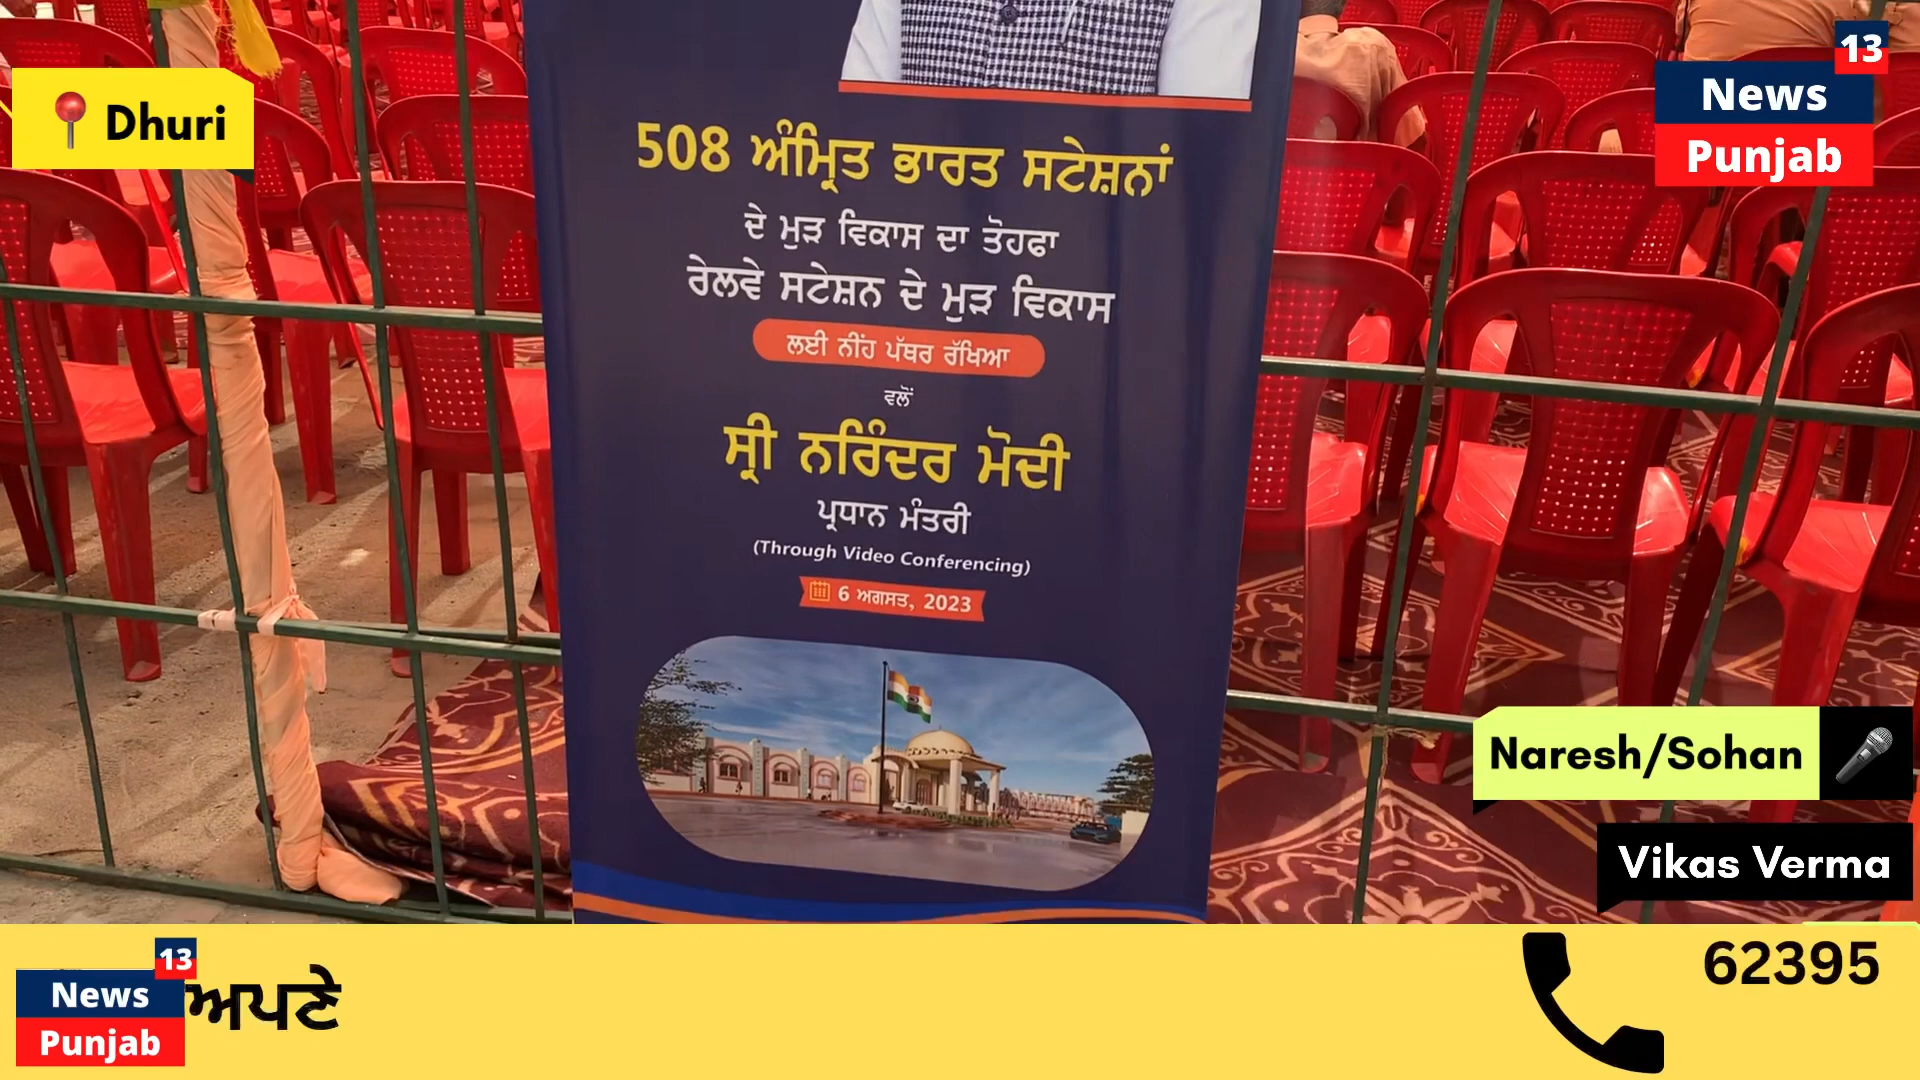 📍 Dhuri
13
News
Punjab
508 ਅੰਮ੍ਰਿਤ ਭਾਰਤ ਸਟੇਸ਼ਨਾਂ
ਦੇ ਮੁੜ ਵਿਕਾਸ ਦਾ ਤੋਹਫਾ
ਰੇਲਵੇ ਸਟੇਸ਼ਨ ਦੇ ਮੁੜ ਵਿਕਾਸ
ਲਈ ਨੀਂਹ ਪੱਥਰ ਰੱਖਿਆ
ਵਲੋਂ
ਸ੍ਰੀ ਨਰਿੰਦਰ ਮੋਦੀ
ਪ੍ਰਧਾਨ ਮੰਤਰੀ
(Through Video Conferencing)
6 ਅਗਸਤ, 2023
Naresh/Sohan
Vikas Verma
13
News
Punjab
ਅਪਣੇ
62395